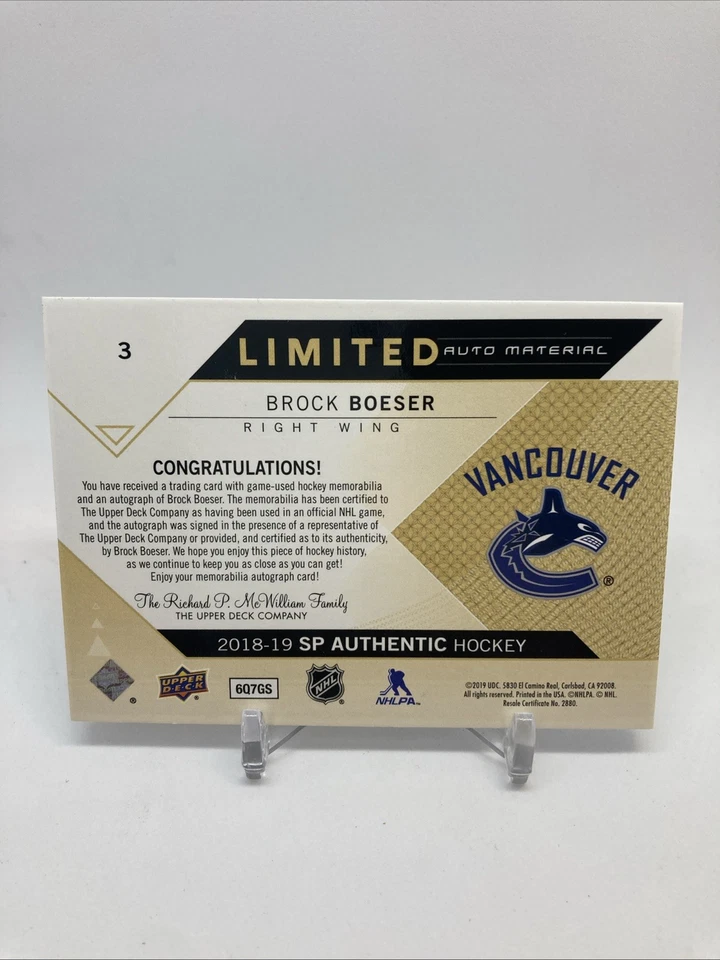 3
LIMITED AUTO MATERIAL
BROCK BOESER
RIGHT WING
CONGRATULATIONS!
You have received a trading card with game-used hockey memorabilia
and an autograph of Brock Boeser. The memorabilia has been certified to
The Upper Deck Company as having been used in an official NHL game,
and the autograph was signed in the presence of a representative of
The Upper Deck Company or provided, and certified as to its authenticity,
by Brock Boeser. We hope you enjoy this piece of hockey history,
as we continue to keep you as close as you can get!
Enjoy your memorabilia autograph card!
The Richard P. McWilliam Family
THE UPPER DECK COMPANY
VANCOUVER
®
2018-19 SP AUTHENTIC HOCKEY
®
UPPER
DECK
6Q7GS
NHL
NHLPA
©2019 UDC. 5830 El Camino Real, Carlsbad, CA 92008.
All rights reserved. Printed in the USA. ©NHLPA. © NHL.
Resale Certificate No. 2880.